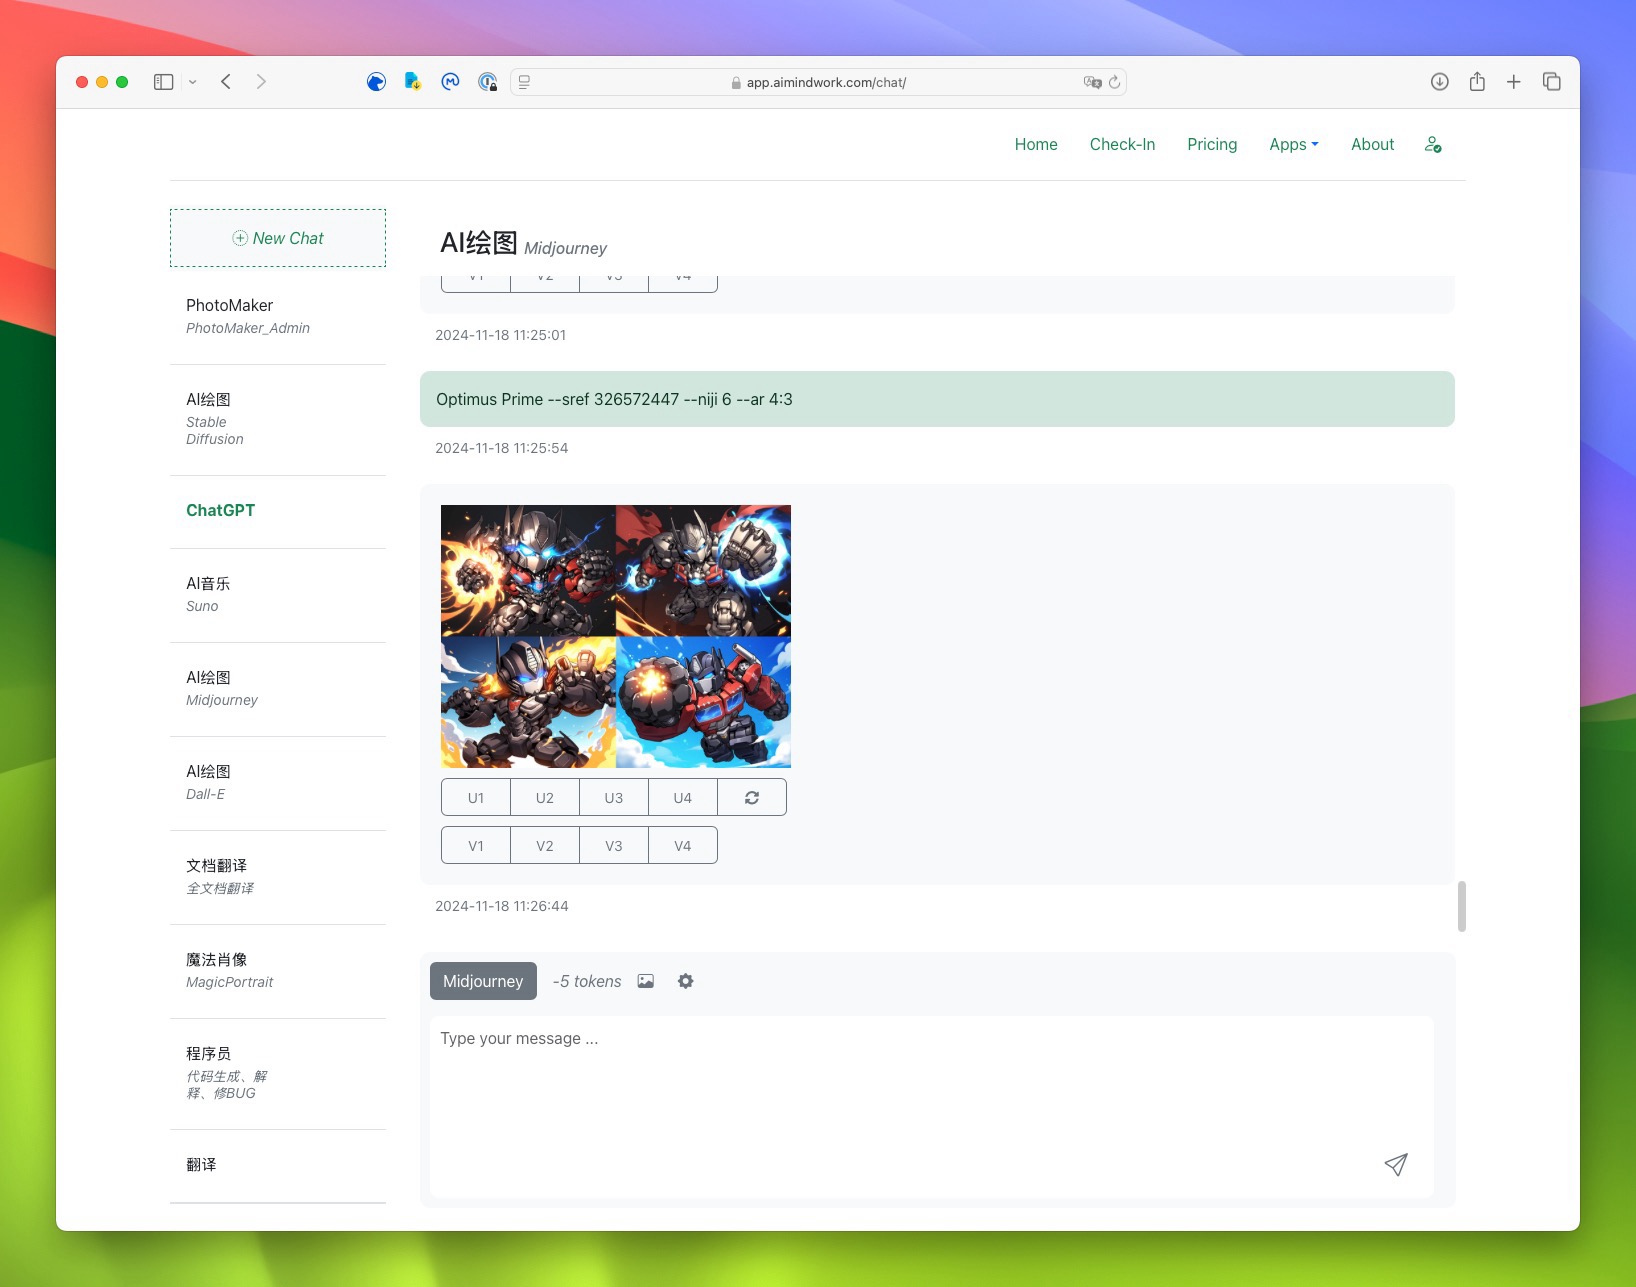 app.aimindwork.com/chat/
Home Check-In Pricing Apps About
New Chat
PhotoMaker
PhotoMaker_Admin
AI绘图
Stable
Diffusion
ChatGPT
AI音乐
Suno
AI绘图
Midjourney
AI绘图
Dall-E
文档翻译
全文档翻译
魔法肖像
MagicPortrait
程序员
代码生成、解
释、修BUG
翻译
AI绘图 Midjourney
V1 V2 V3 V4
2024-11-18 11:25:01
Optimus Prime --sref 326572447 --niji 6 --ar 4:3
2024-11-18 11:25:54
U1 U2 U3 U4
V1 V2 V3 V4
2024-11-18 11:26:44
Midjourney -5 tokens
Type your message ...